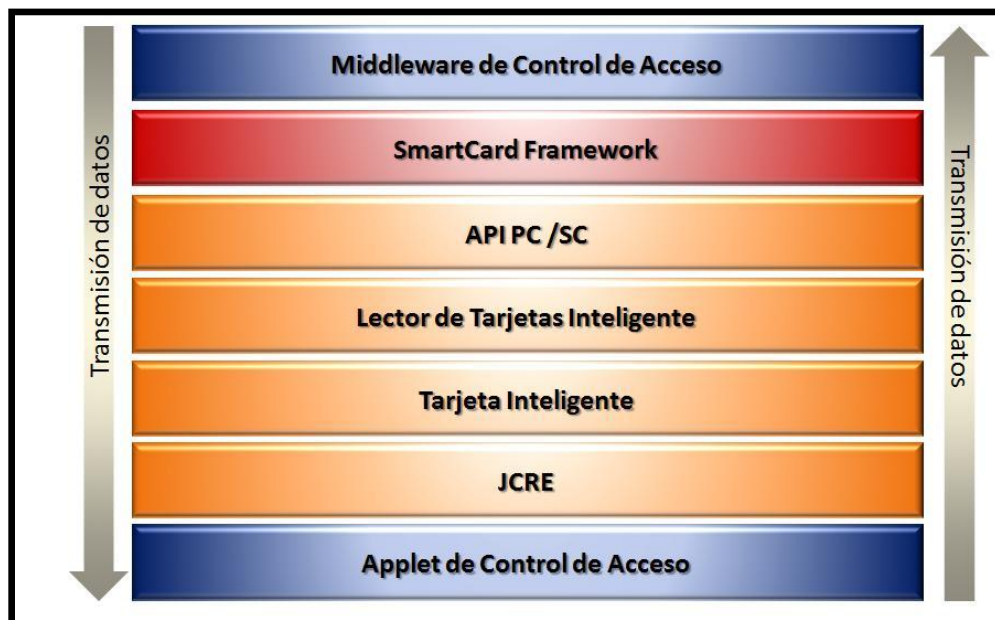 Middleware de Control de Acceso
SmartCard Framework
API PC /SC
Lector de Tarjetas Inteligente
Tarjeta Inteligente
JCRE
Applet de Control de Acceso
Transmisión de datos
Transmisión de datos